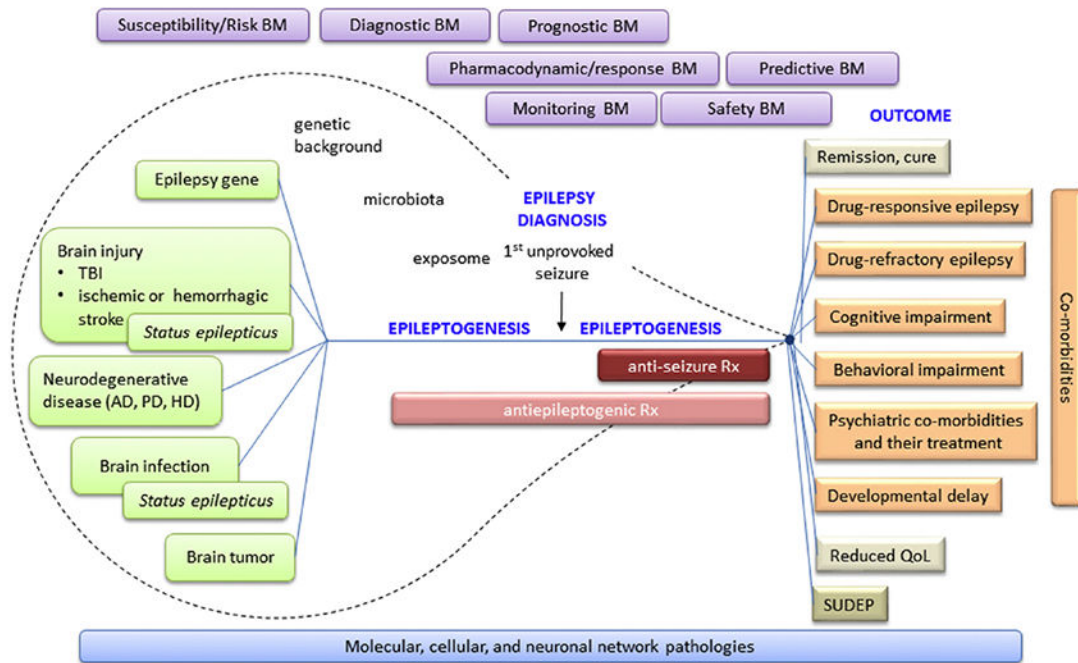 Susceptibility/Risk BM
Diagnostic BM
Prognostic BM
Pharmacodynamic/response BM
Predictive BM
Monitoring BM
Safety BM
OUTCOME
genetic
background
microbiota
exposome
EPILEPSY
DIAGNOSIS
1st unprovoked
seizure
Epilepsy gene
Brain injury
• TBI
• ischemic or hemorrhagic
stroke
Status epilepticus
Neurodegenerative
disease (AD, PD, HD)
Brain infection
Status epilepticus
Brain tumor
EPILEPTOGENESIS
EPILEPTOGENESIS
anti-seizure Rx
antiepileptogenic Rx
Remission, cure
Drug-responsive epilepsy
Drug-refractory epilepsy
Cognitive impairment
Behavioral impairment
Psychiatric co-morbidities
and their treatment
Developmental delay
Reduced QoL
SUDEP
Co-morbidities
Molecular, cellular, and neuronal network pathologies